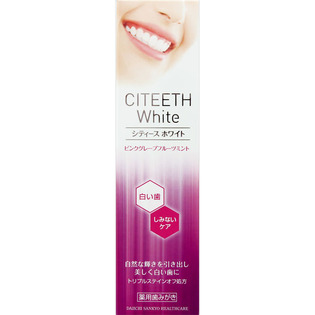 CITEETH
White
シティース ホワイト
ピンクグレープフルーツミント
白い歯
しみない
ケア
自然な輝きを引き出し
美しく白い歯に
トリプルステインオフ処方
薬用歯みがき
DAIICHI SANKYO HEALTHCARE